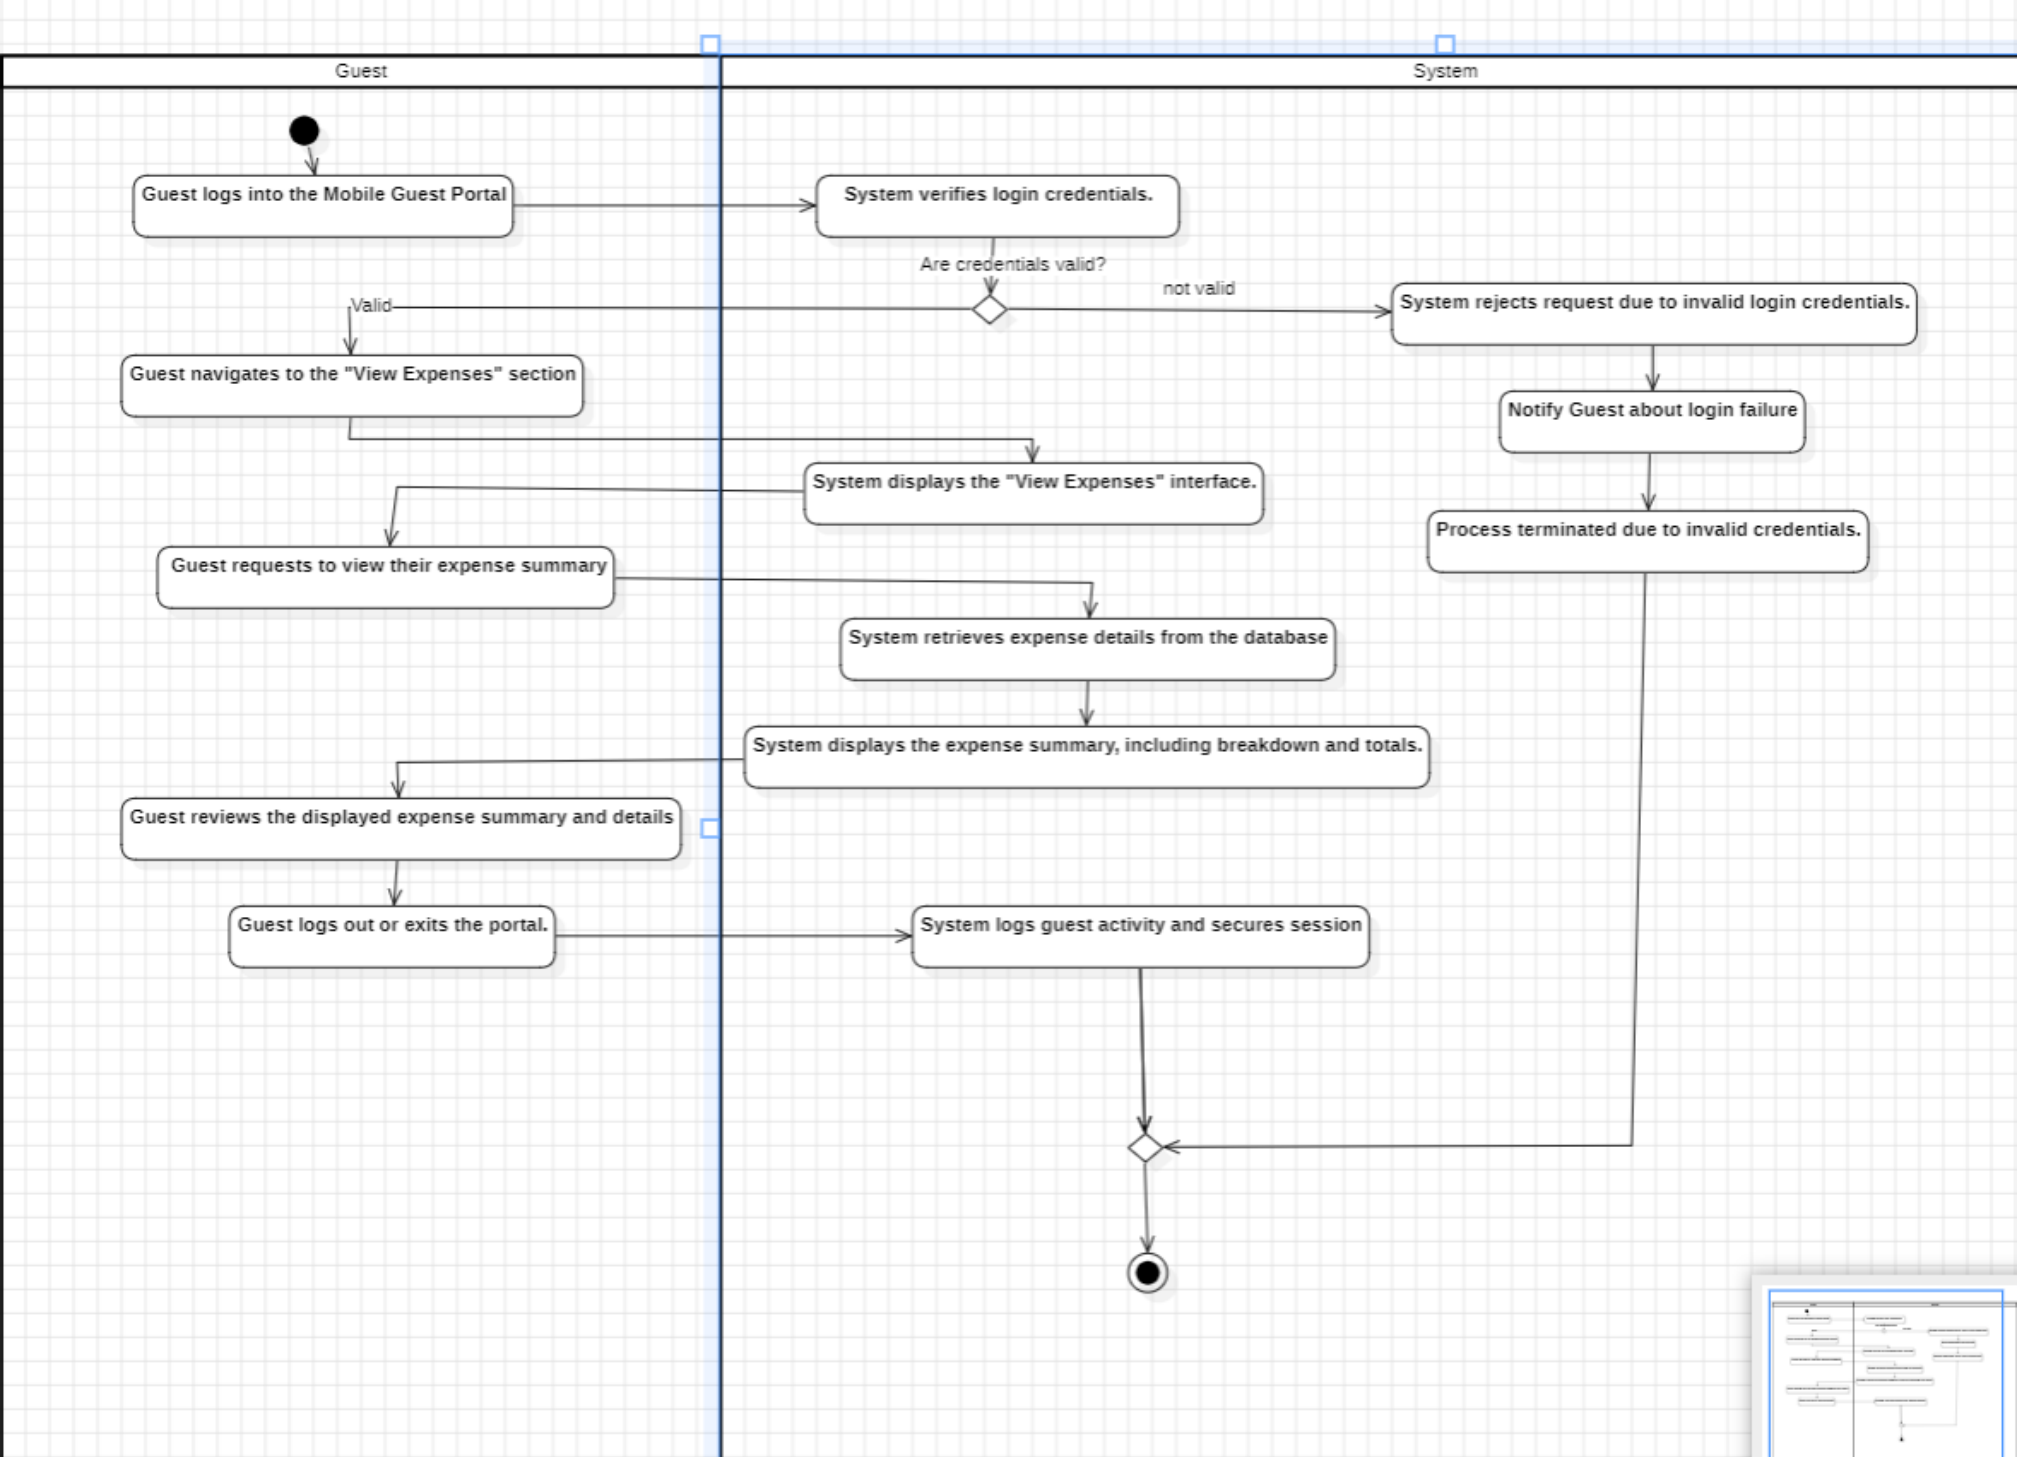 Guest
System
Guest logs into the Mobile Guest Portal
System verifies login credentials.
Are credentials valid?
not valid
Valid
System rejects request due to invalid login credentials.
Guest navigates to the "View Expenses" section
Notify Guest about login failure
System displays the "View Expenses" interface.
Process terminated due to invalid credentials.
Guest requests to view their expense summary
System retrieves expense details from the database
System displays the expense summary, including breakdown and totals.
Guest reviews the displayed expense summary and details
Guest logs out or exits the portal.
System logs guest activity and secures session